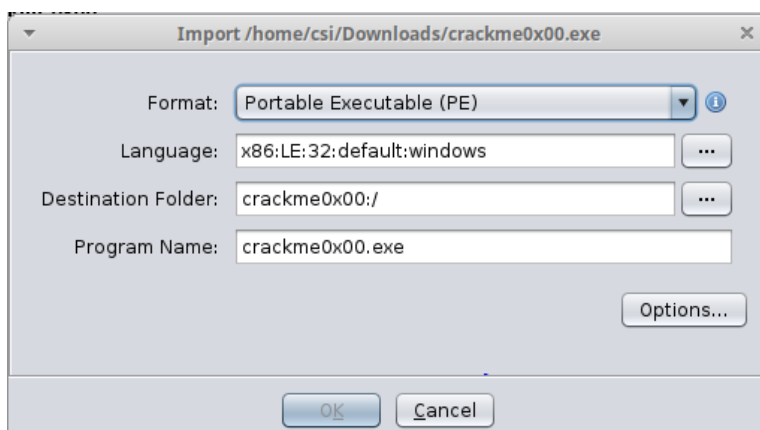 Import /home/csi/Downloads/crackme0x00.exe
Format: Portable Executable (PE)
Language: x86:LE:32:default:windows ...
Destination Folder: crackme0x00:/ ...
Program Name: crackme0x00.exe
Options...
OK Cancel